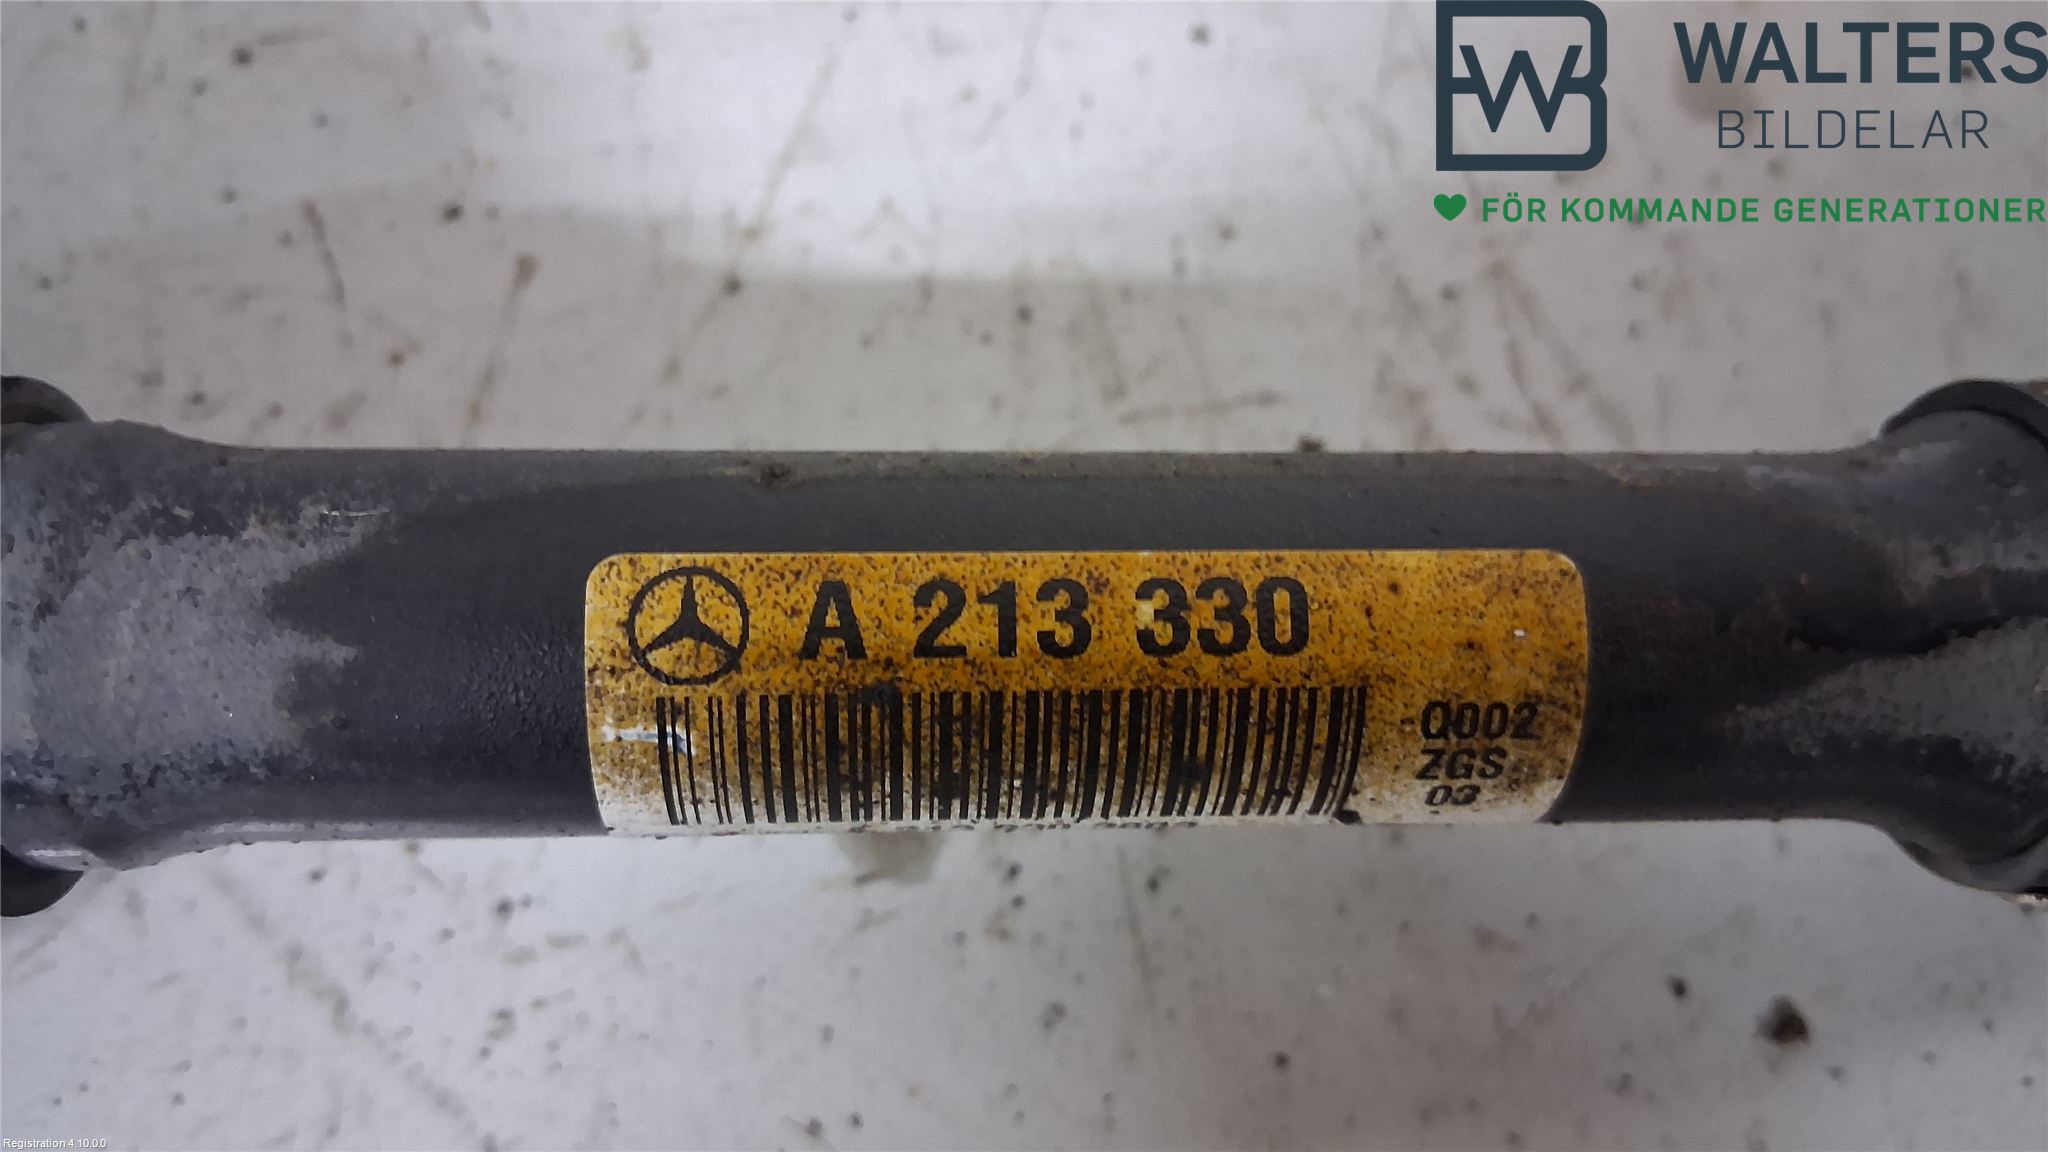 WALTERS
BILDELAR
FÖR KOMMANDE GENERATIONER
A 213 330
Q002
ZGS
03
Registration 4.10.0.0